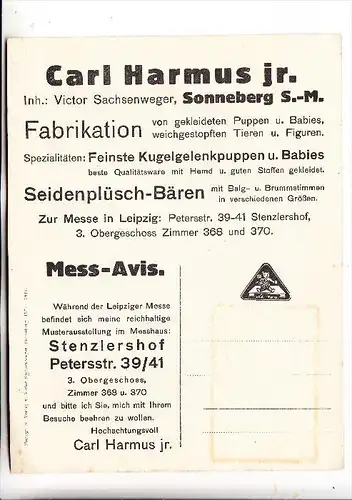 Carl Harmus jr.
Inh.: Victor Sachsenweger, Sonneberg S.-M.
Fabrikation von gekleideten Puppen u. Babies,
weichgestopften Tieren u. Figuren.
Spezialitäten: Feinste Kugelgelenkpuppen u. Babies
beste Qualitätsware mit Hemd u. guten Stoffen gekleidet.
Seidenplüsch-Bären mit Balg- u. Brummstimmen
in verschiedenen Größen.
Zur Messe in Leipzig: Petersstr. 39-41 Stenzlershof,
3. Obergeschoss Zimmer 368 und 370.
Mess-Avis.
Während der Leipziger Messe
befindet sich meine reichhaltige
Musterausstellung im Messhaus:
Stenzlershof
Petersstr. 39/41
3. Obergeschoss,
Zimmer 368 u. 370
und bitte ich Sie, mich mit Ihrem
Besuche beehren zu wollen.
Hochachtungsvoll
Carl Harmus jr.